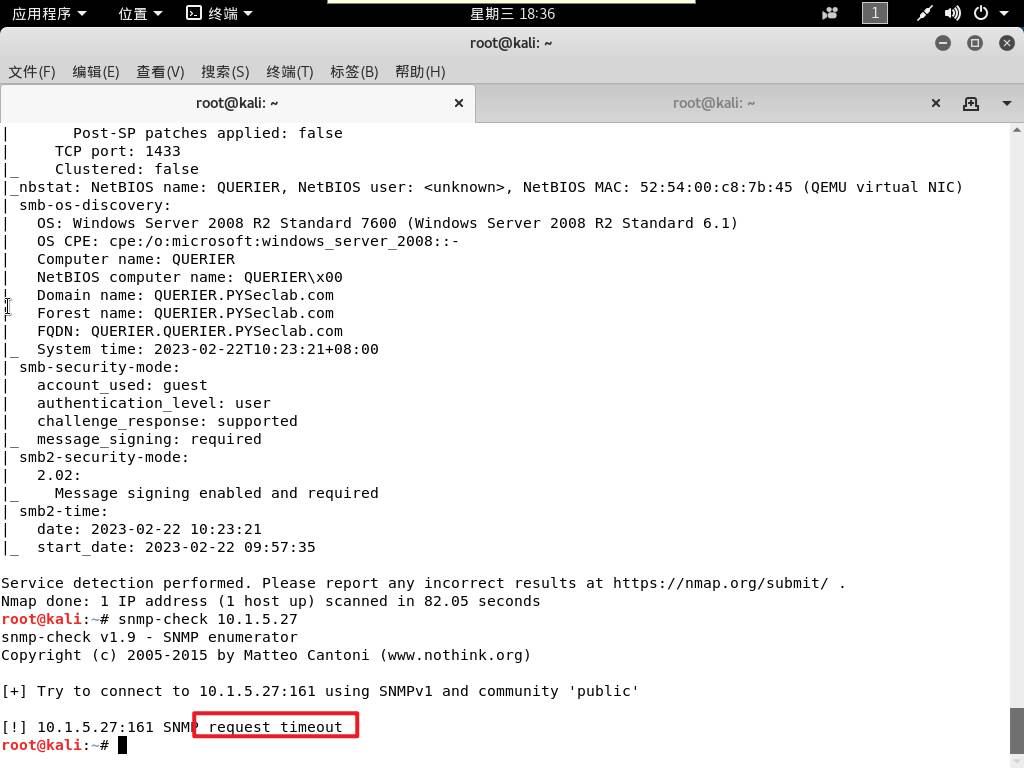 应用程序 位置 终端 星期三 18:36 1
root@kali: ~
文件(F) 编辑(E) 查看(V) 搜索(S) 终端(T) 标签(B) 帮助(H)
root@kali: ~ root@kali: ~
|       Post-SP patches applied: false
|     TCP port: 1433
|_    Clustered: false
|_nbstat: NetBIOS name: QUERIER, NetBIOS user: <unknown>, NetBIOS MAC: 52:54:00:c8:7b:45 (QEMU virtual NIC)
| smb-os-discovery:
|   OS: Windows Server 2008 R2 Standard 7600 (Windows Server 2008 R2 Standard 6.1)
|   OS CPE: cpe:/o:microsoft:windows_server_2008::-
|   Computer name: QUERIER
|   NetBIOS computer name: QUERIER\x00
|   Domain name: QUERIER.PYSeclab.com
|   Forest name: QUERIER.PYSeclab.com
|   FQDN: QUERIER.QUERIER.PYSeclab.com
|_  System time: 2023-02-22T10:23:21+08:00
| smb-security-mode:
|   account_used: guest
|   authentication_level: user
|   challenge_response: supported
|_  message_signing: required
| smb2-security-mode:
|   2.02:
|_    Message signing enabled and required
| smb2-time:
|   date: 2023-02-22 10:23:21
|_  start_date: 2023-02-22 09:57:35
Service detection performed. Please report any incorrect results at https://nmap.org/submit/ .
Nmap done: 1 IP address (1 host up) scanned in 82.05 seconds
root@kali:~# snmp-check 10.1.5.27
snmp-check v1.9 - SNMP enumerator
Copyright (c) 2005-2015 by Matteo Cantoni (www.nothink.org)
[+] Try to connect to 10.1.5.27:161 using SNMPv1 and community 'public'
[!] 10.1.5.27:161 SNMP request timeout
root@kali:~#